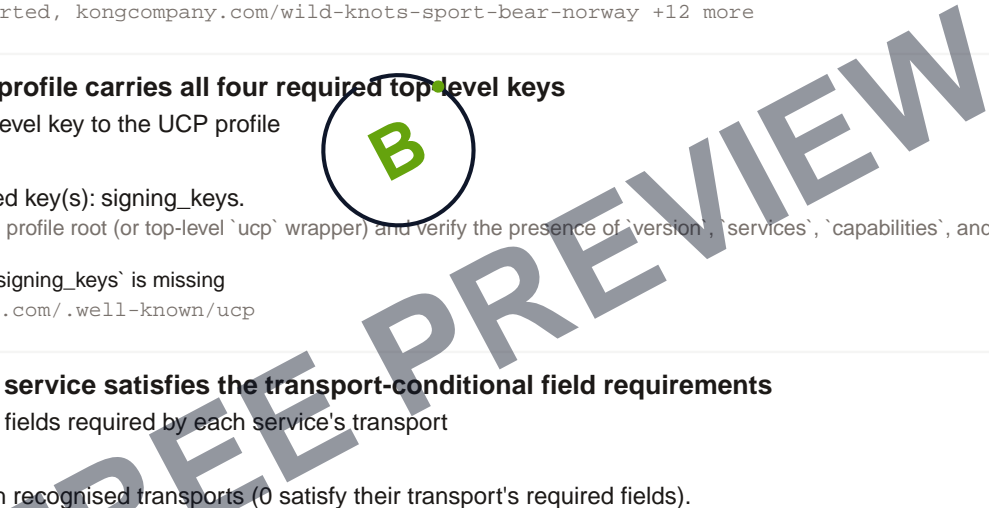 rted, kongcompany.com/wild-knots-sport-bear-norway +12 more
profile carries all four required top-level keys
evel key to the UCP profile
B
ed key(s): signing_keys.
profile root (or top-level `ucp` wrapper) and verify the presence of `version`, `services`, `capabilities`, and
signing_keys` is missing
.com/.well-known/ucp
service satisfies the transport-conditional field requirements
fields required by each service's transport
recognised transports (0 satisfy their transport's required fields).
FREE PREVIEW